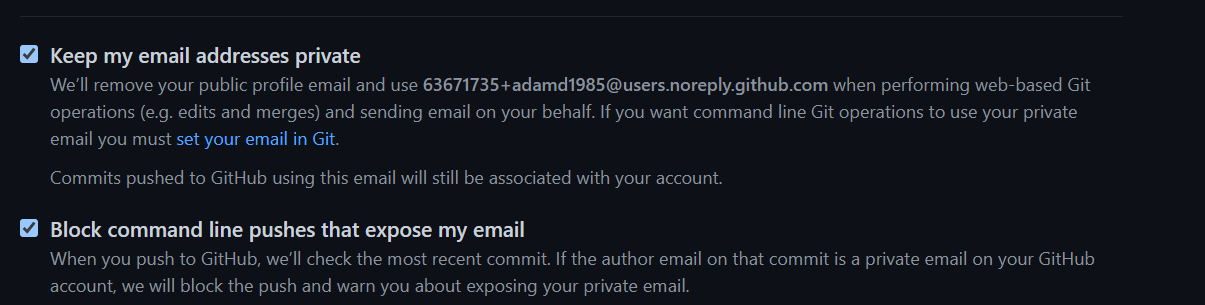 Keep my email addresses private
We'll remove your public profile email and use 63671735+adamd1985@users.noreply.github.com when performing web-based Git
operations (e.g. edits and merges) and sending email on your behalf. If you want command line Git operations to use your private
email you must set your email in Git.
Commits pushed to GitHub using this email will still be associated with your account.
Block command line pushes that expose my email
When you push to GitHub, we'll check the most recent commit. If the author email on that commit is a private email on your GitHub
account, we will block the push and warn you about exposing your private email.